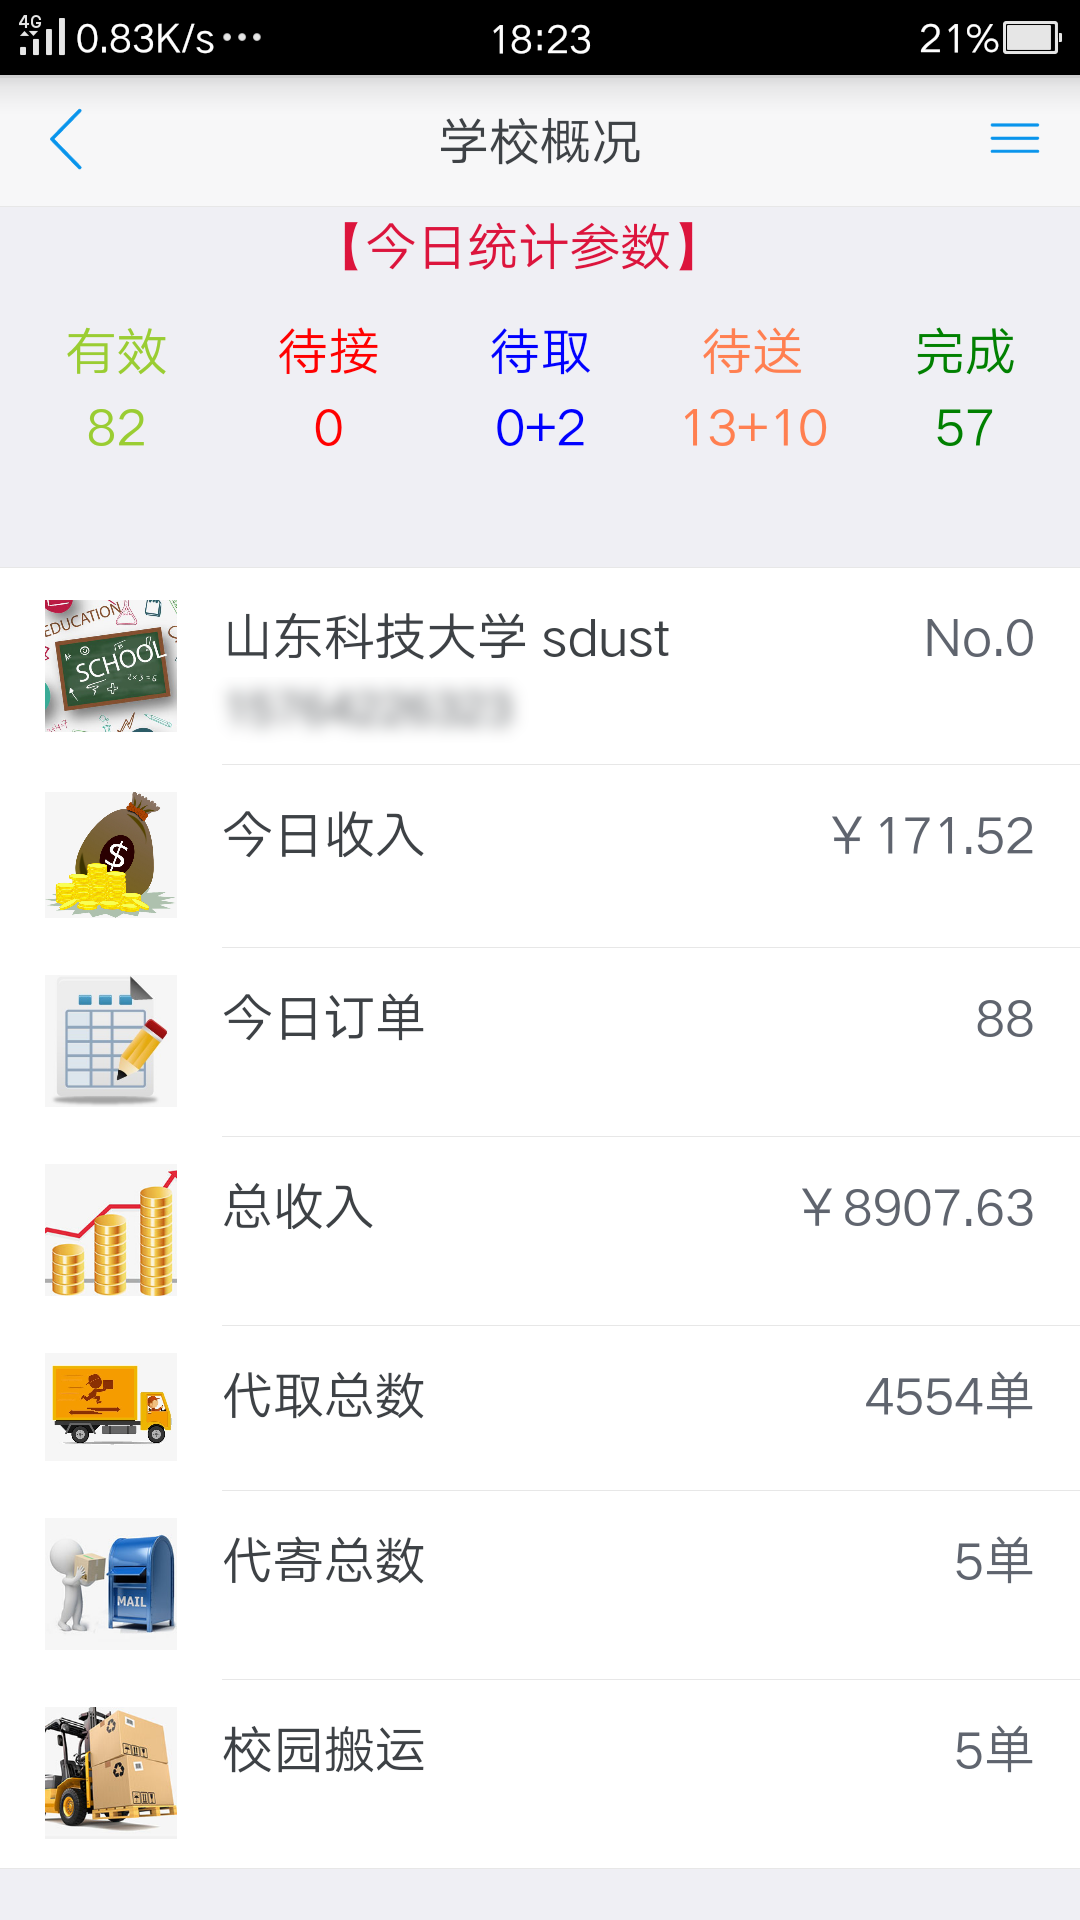 4G 0.83K/s··· 18:23 21%
学校概况
【今日统计参数】
有效 待接 待取 待送 完成
82 0 0+2 13+10 57
EDUCATION
SCHOOL
山东科技大学 sdust No.0
$
今日收入 ￥171.52
今日订单 88
总收入 ￥8907.63
代取总数 4554单
MAIL
代寄总数 5单
校园搬运 5单